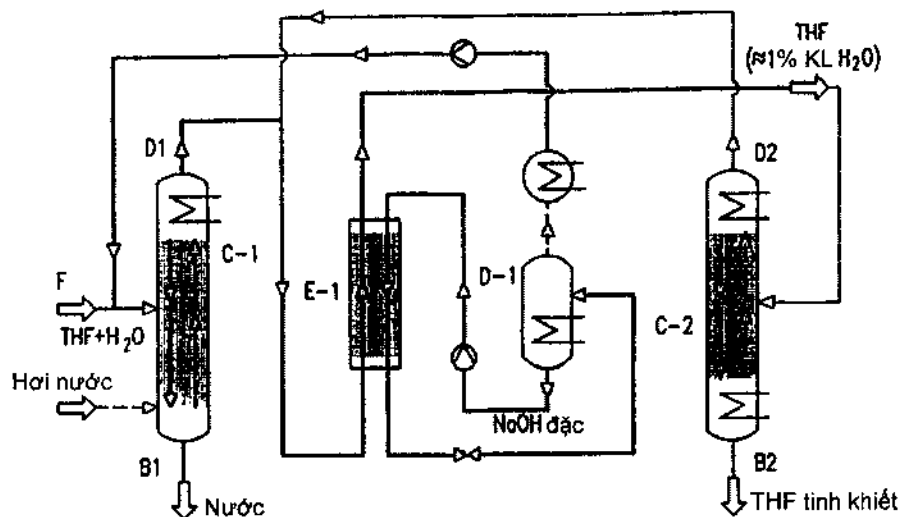 THF
(≈1% KL H₂O)
D1
D2
C-1
E-1
D-1
C-2
F
THF+H₂O
Hơi nước
NoOH đặc
B1
B2
Nước
THF tinh khiết